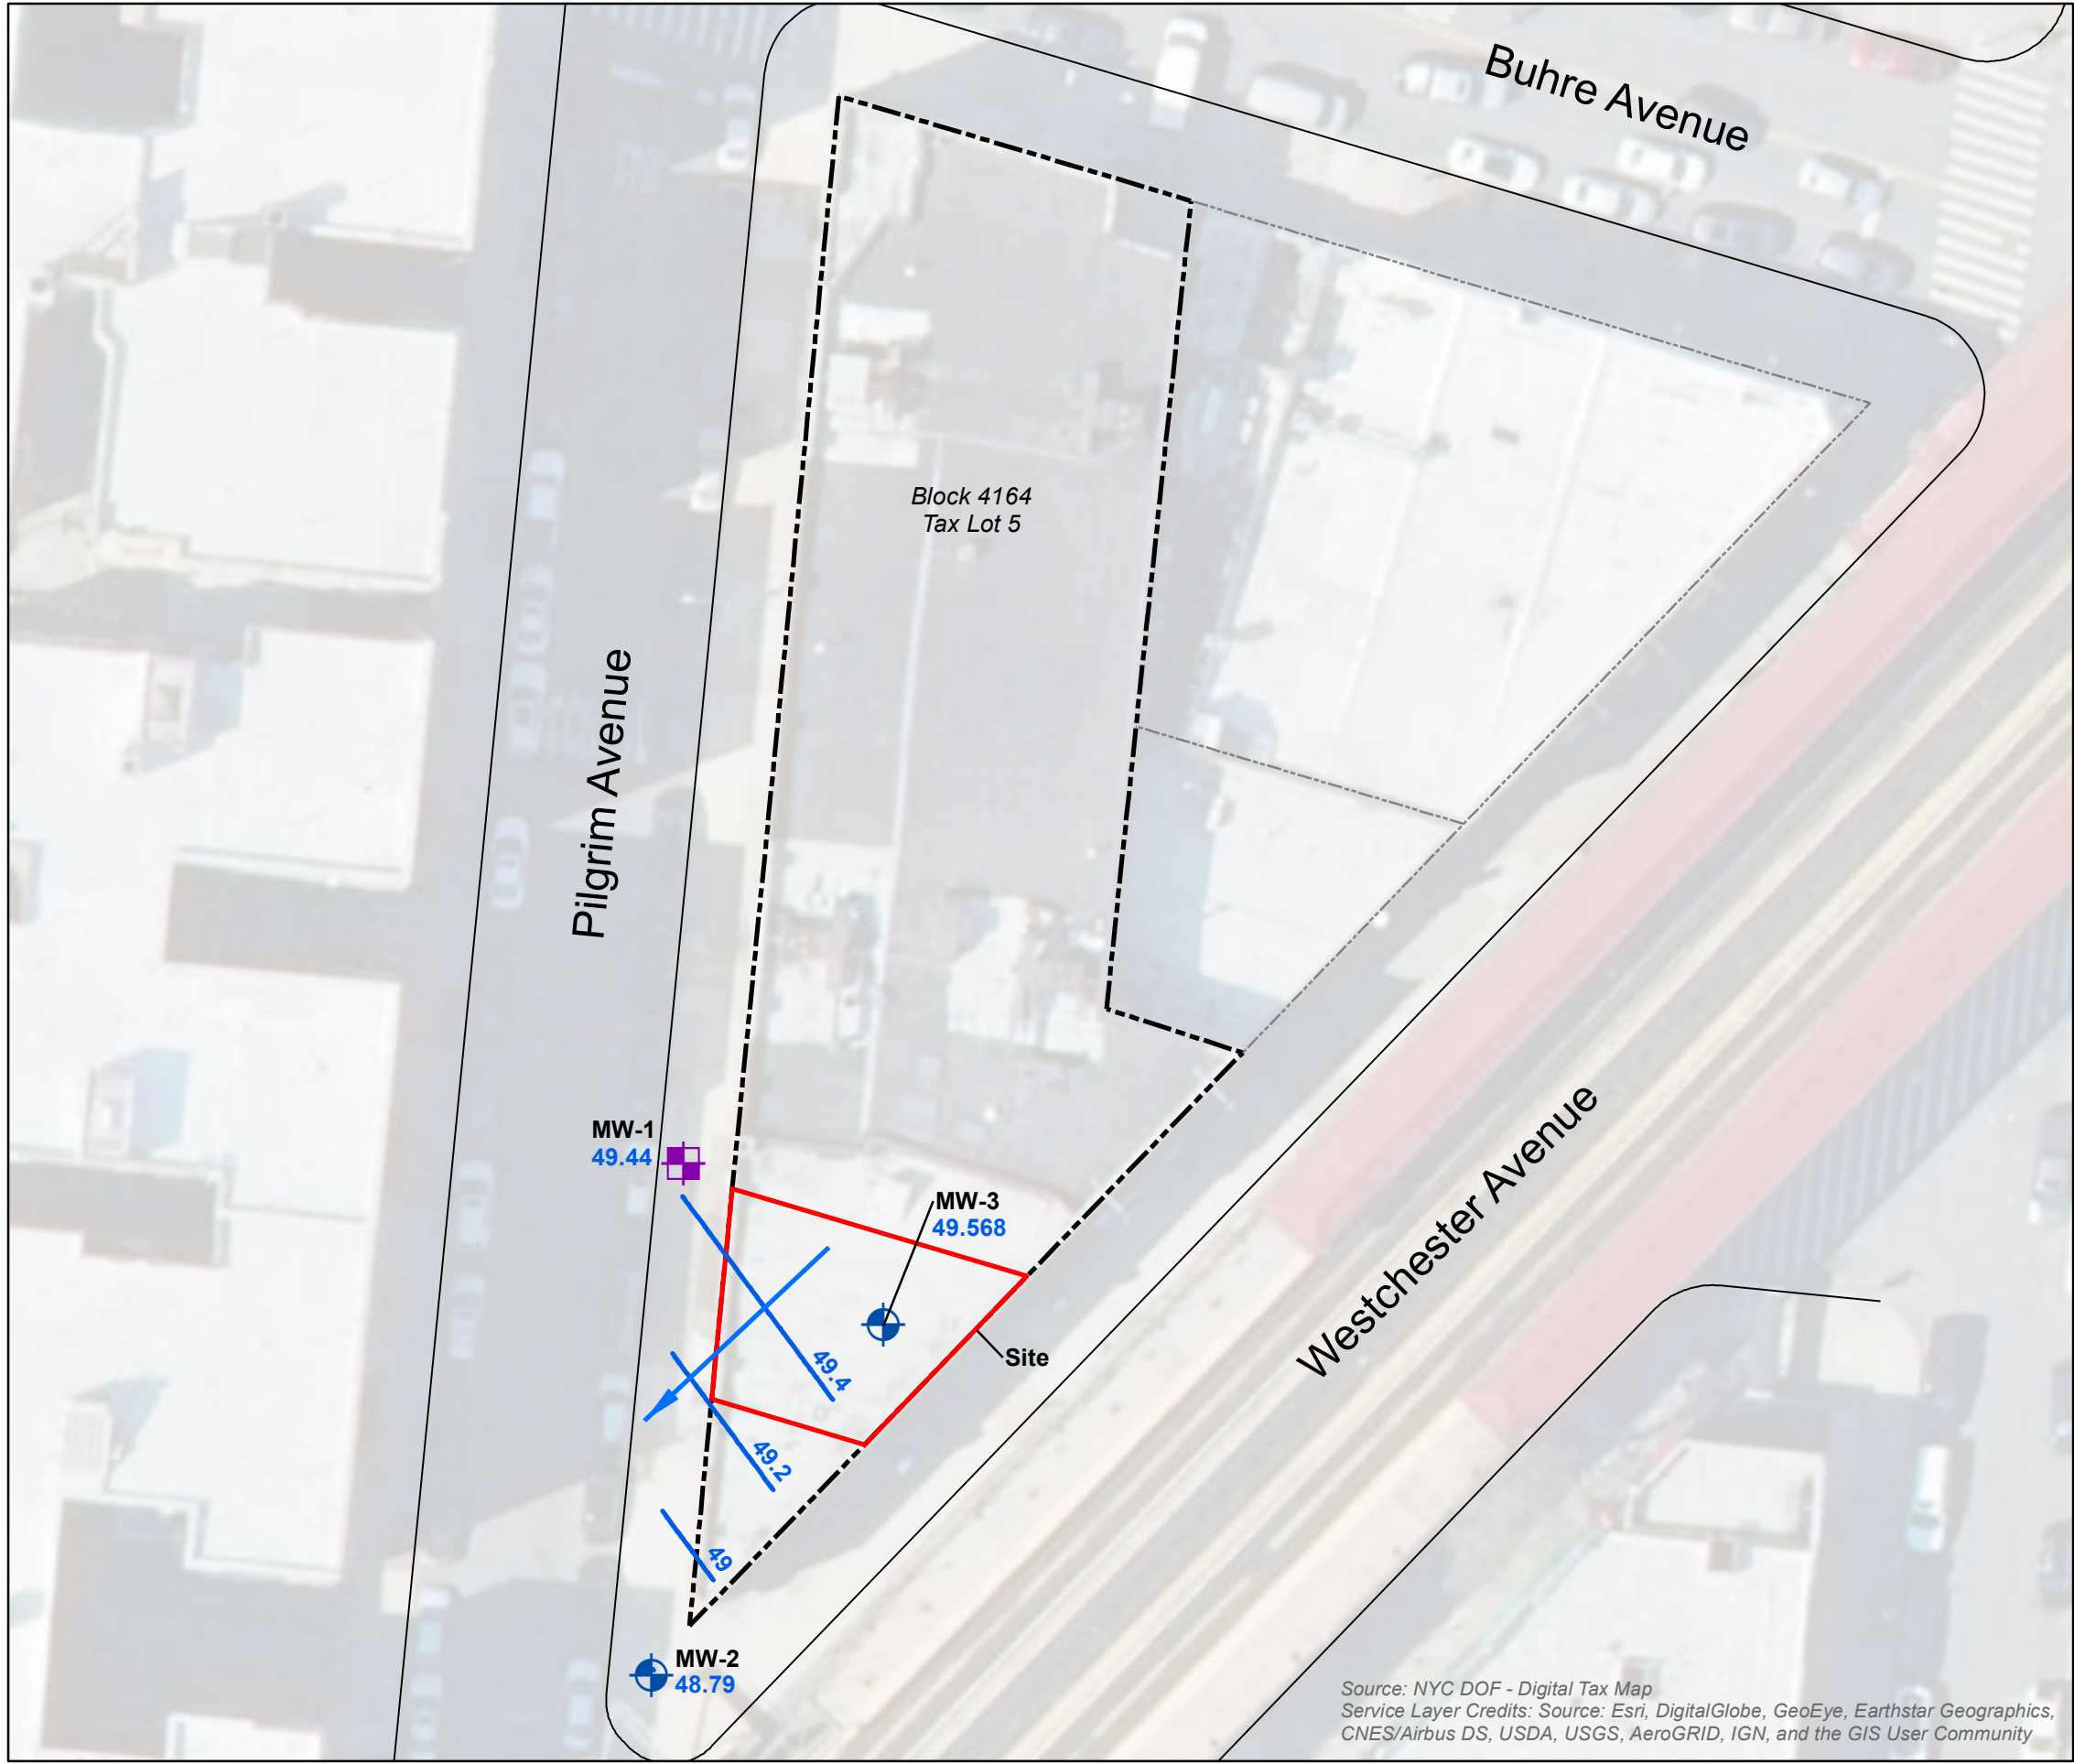 Buhre Avenue
Block 4164
Tax Lot 5
Pilgrim Avenue
MW-1
49.44
MW-3
49.568
Site
Westchester Avenue
49.4
49.2
49
MW-2
48.79
Source: NYC DOF - Digital Tax Map
Service Layer Credits: Source: Esri, DigitalGlobe, GeoEye, Earthstar Geographics,
CNES/Airbus DS, USDA, USGS, AeroGRID, IGN, and the GIS User Community